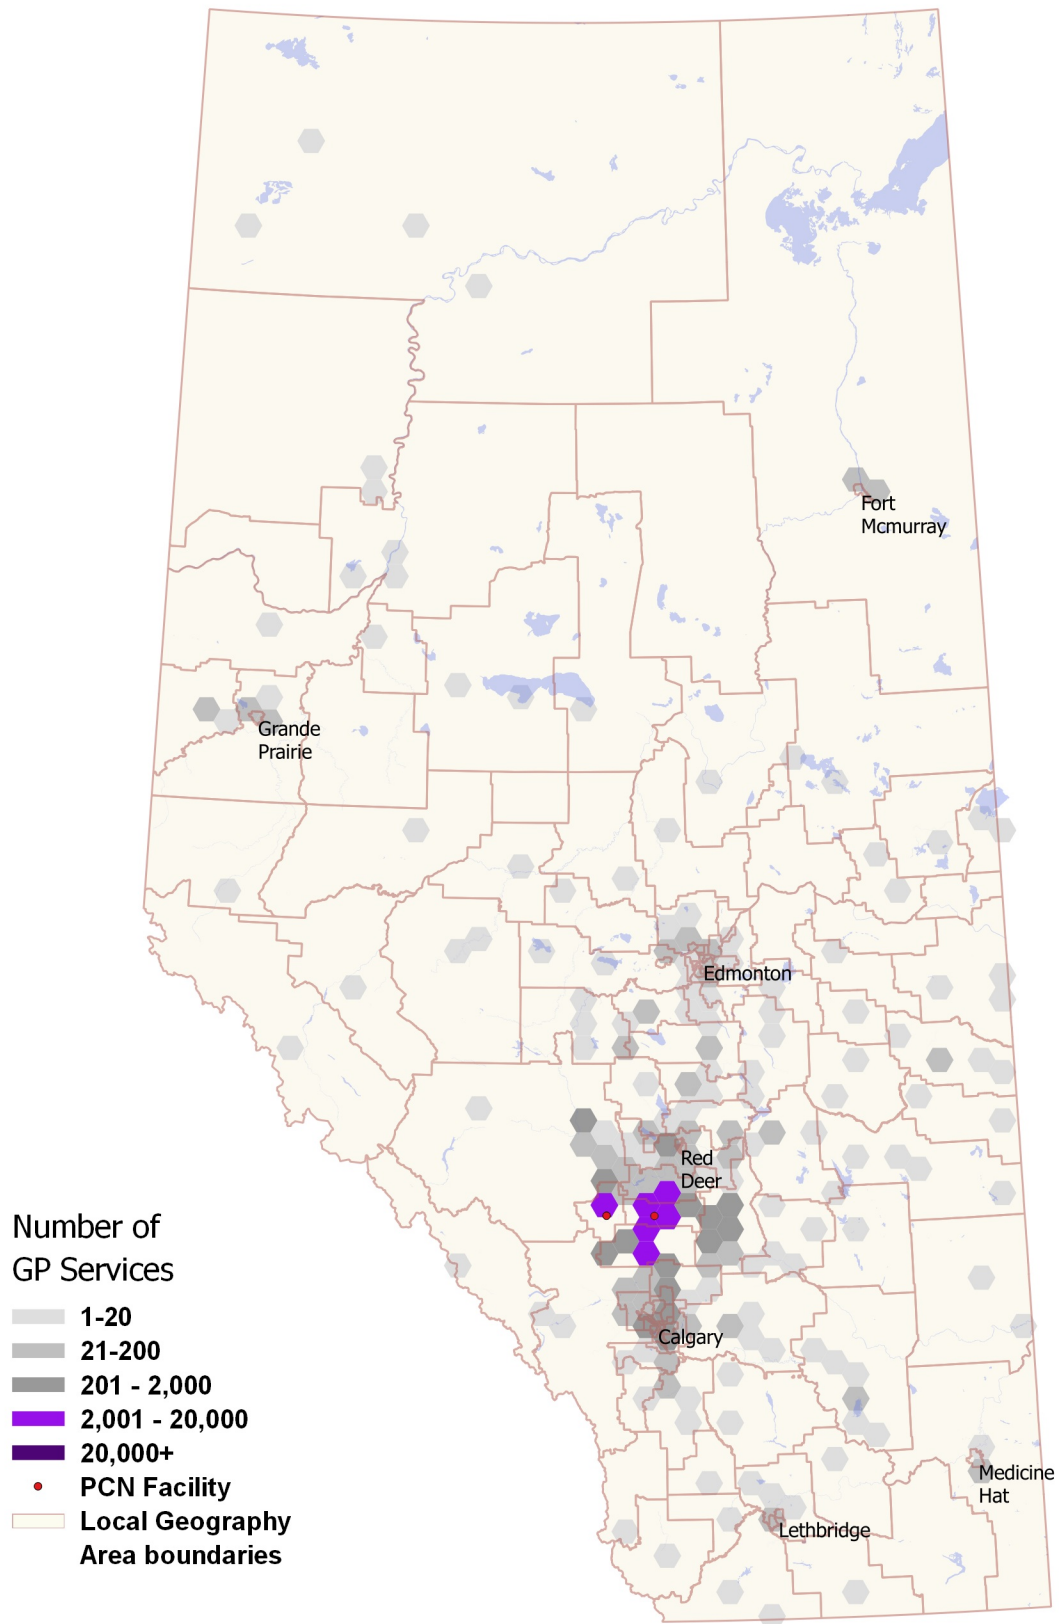 Fort
Mcmurray
Grande
Prairie
Edmonton
Red
Deer
Calgary
Medicine
Hat
Lethbridge
Number of
GP Services
1-20
21-200
201 - 2,000
2,001 - 20,000
20,000+
PCN Facility
Local Geography
Area boundaries